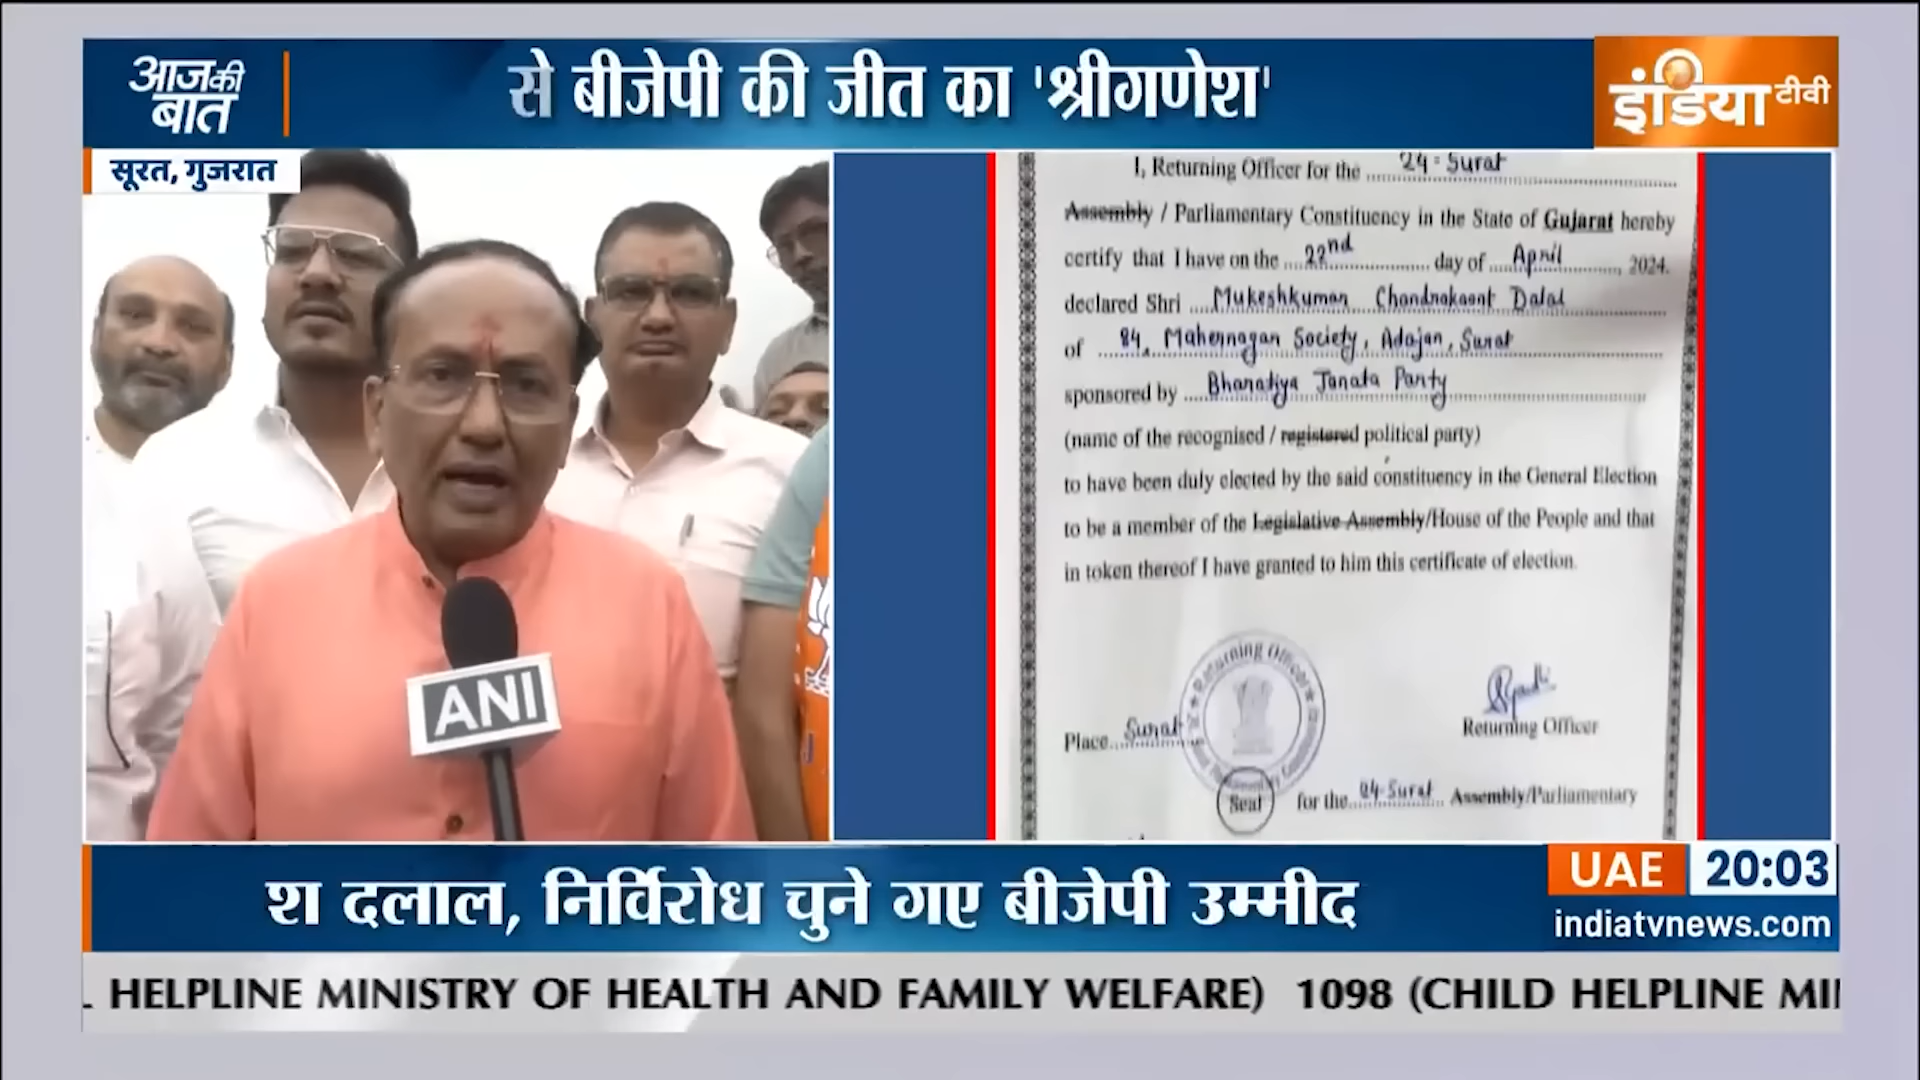 आज की
बात
से बीजेपी की जीत का 'श्रीगणेश'
इंडिया टीवी
सूरत, गुजरात
I, Returning Officer for the 24-Surat
Assembly / Parliamentary Constituency in the State of Gujarat hereby
certify that I have on the 22nd day of April, 2024.
declared Shri Mukeshkumar Chandrakaant Dalal
of 84, Mahernagar Society, Adajan, Surat
sponsored by Bharatiya Janata Party
(name of the recognised / registered political party)
to have been duly elected by the said constituency in the General Election
to be a member of the Legislative Assembly/House of the People and that
in token thereof I have granted to him this certificate of election.
Returning Officer
Place Surat
Returning Officer
Seal
for the 24-Surat Assembly/Parliamentary
ANI
श दलाल, निर्विरोध चुने गए बीजेपी उम्मीद
UAE 20:03
indiatvnews.com
. HELPLINE MINISTRY OF HEALTH AND FAMILY WELFARE) 1098 (CHILD HELPLINE MI